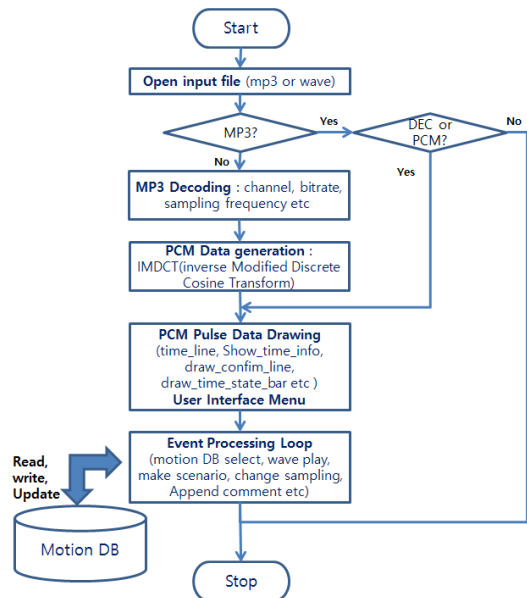 Start
Open input file (mp3 or wave)
MP3?
Yes
DEC or
PCM?
No
No
Yes
MP3 Decoding : channel, bitrate,
sampling frequency etc
PCM Data generation :
IMDCT(inverse Modified Discrete
Cosine Transform)
PCM Pulse Data Drawing
(time_line, Show_time_info,
draw_confim_line,
draw_time_state_bar etc )
User Interface Menu
Event Processing Loop
(motion DB select, wave play,
make scenario, change sampling,
Append comment etc)
Read,
write,
Update
Motion DB
Stop